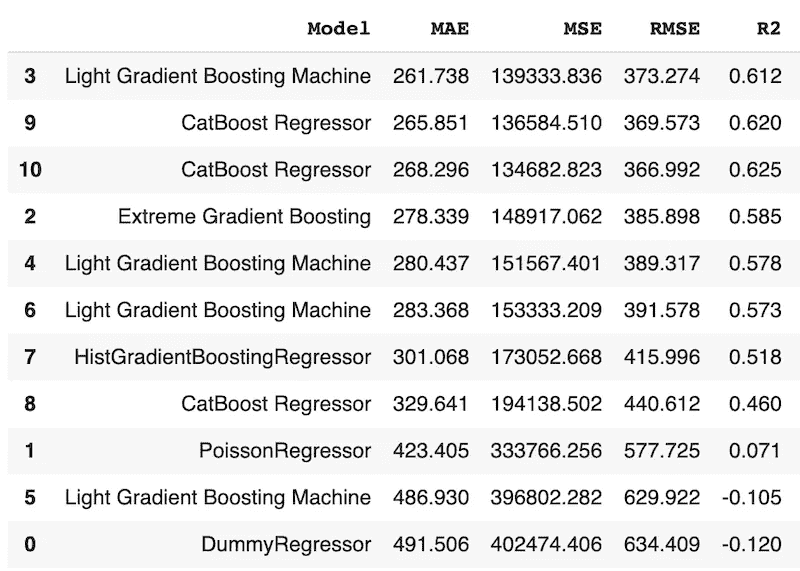 Model MAE MSE RMSE R2
3 Light Gradient Boosting Machine 261.738 139333.836 373.274 0.612
9 CatBoost Regressor 265.851 136584.510 369.573 0.620
10 CatBoost Regressor 268.296 134682.823 366.992 0.625
2 Extreme Gradient Boosting 278.339 148917.062 385.898 0.585
4 Light Gradient Boosting Machine 280.437 151567.401 389.317 0.578
6 Light Gradient Boosting Machine 283.368 153333.209 391.578 0.573
7 HistGradientBoostingRegressor 301.068 173052.668 415.996 0.518
8 CatBoost Regressor 329.641 194138.502 440.612 0.460
1 PoissonRegressor 423.405 333766.256 577.725 0.071
5 Light Gradient Boosting Machine 486.930 396802.282 629.922 -0.105
0 DummyRegressor 491.506 402474.406 634.409 -0.120